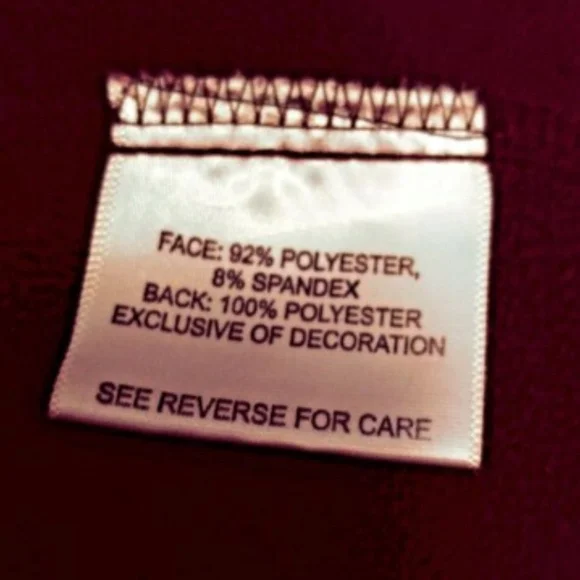 FACE: 92% POLYESTER,
8% SPANDEX
BACK: 100% POLYESTER
EXCLUSIVE OF DECORATION
SEE REVERSE FOR CARE